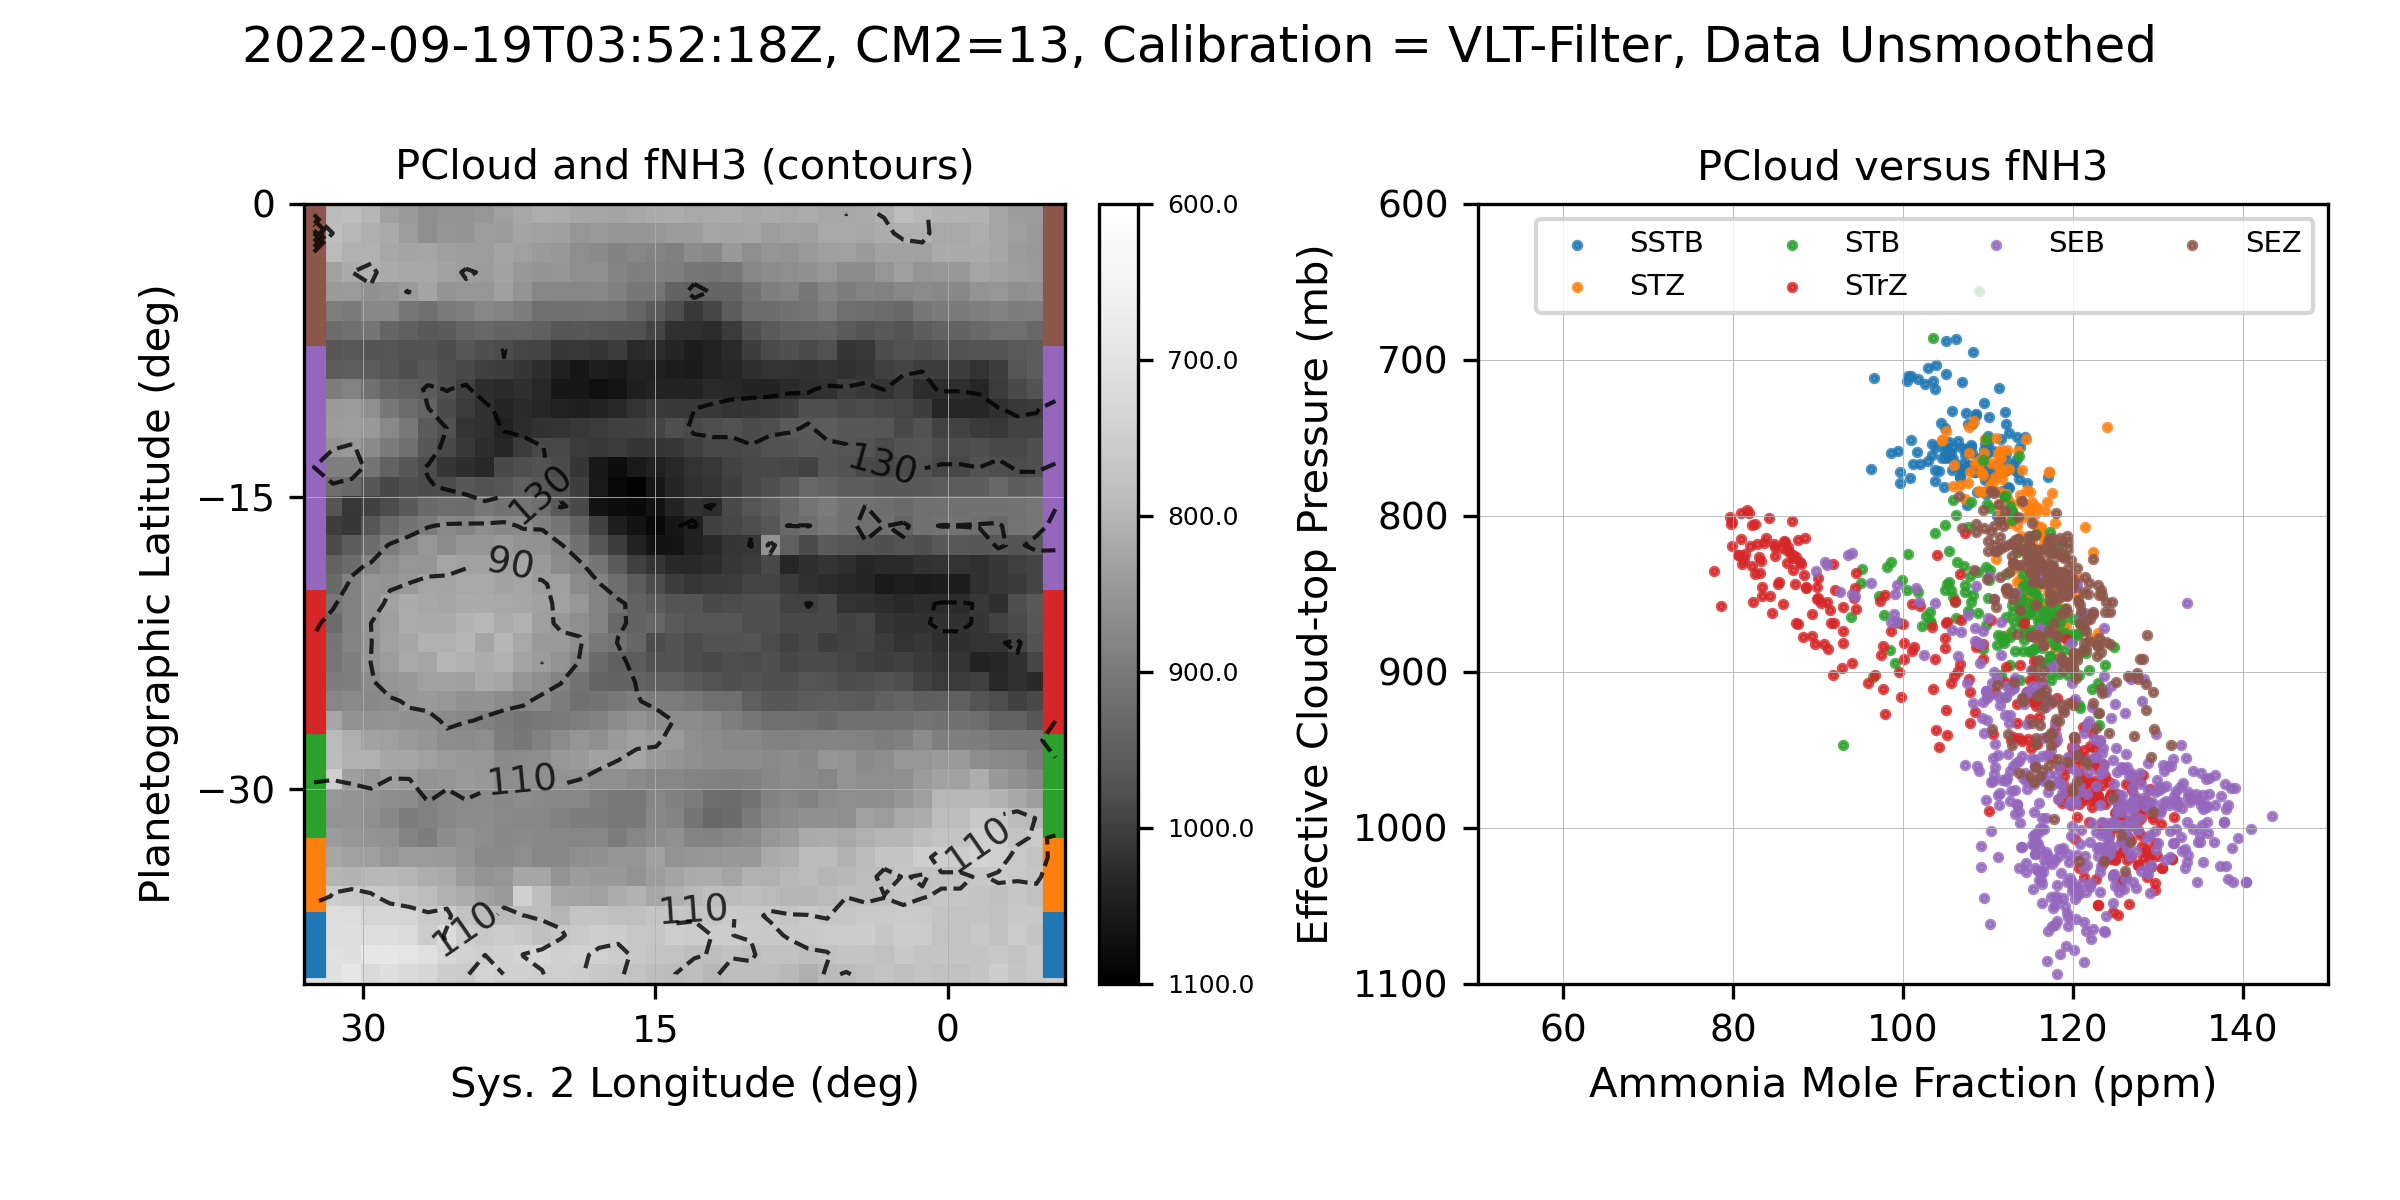 2022-09-19T03:52:18Z, CM2=13, Calibration = VLT-Filter, Data Unsmoothed
PCloud and fNH3 (contours)
0
−15
−30
Planetographic Latitude (deg)
130
130
90
110
110
110
110
30 15 0
Sys. 2 Longitude (deg)
600.0
700.0
800.0
900.0
1000.0
1100.0
PCloud versus fNH3
600
700
800
900
1000
1100
Effective Cloud-top Pressure (mb)
SSTB STB SEB SEZ
STZ STrZ
60 80 100 120 140
Ammonia Mole Fraction (ppm)